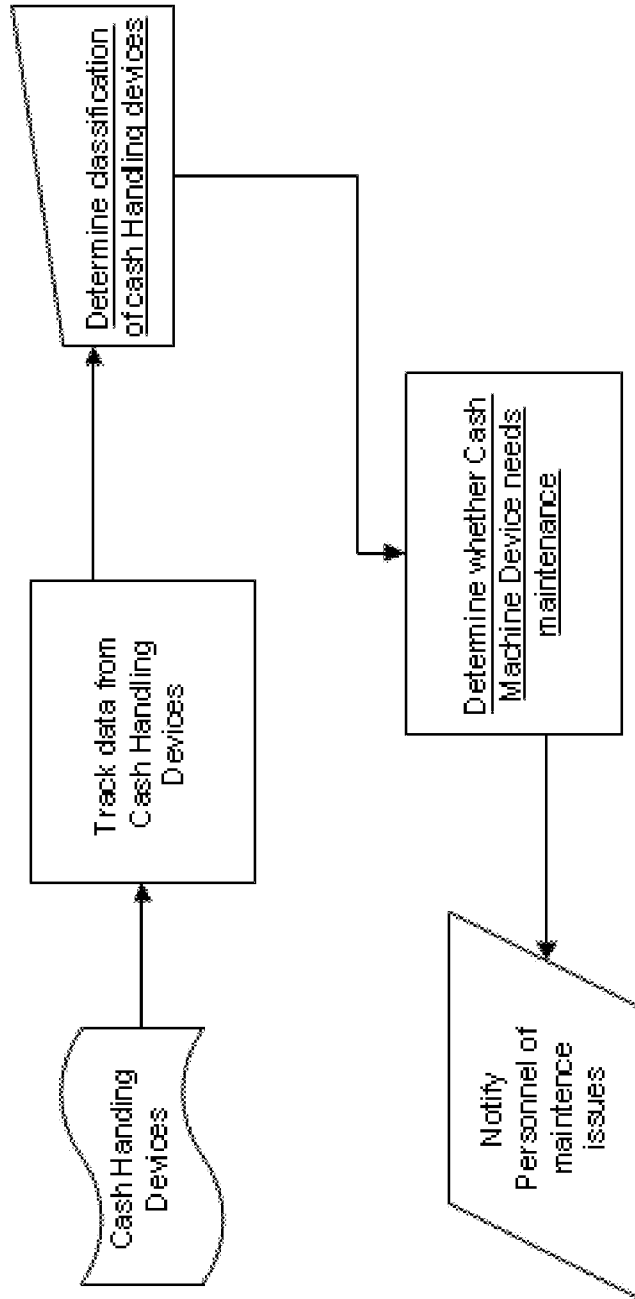 Cash Handing
Devices
Track data from
Cash Handling
Devices
Determine classification
of cash Handling devices
Determine whether Cash
Machine Device needs
maintenance
Notify
Personnel of
maintence
issues